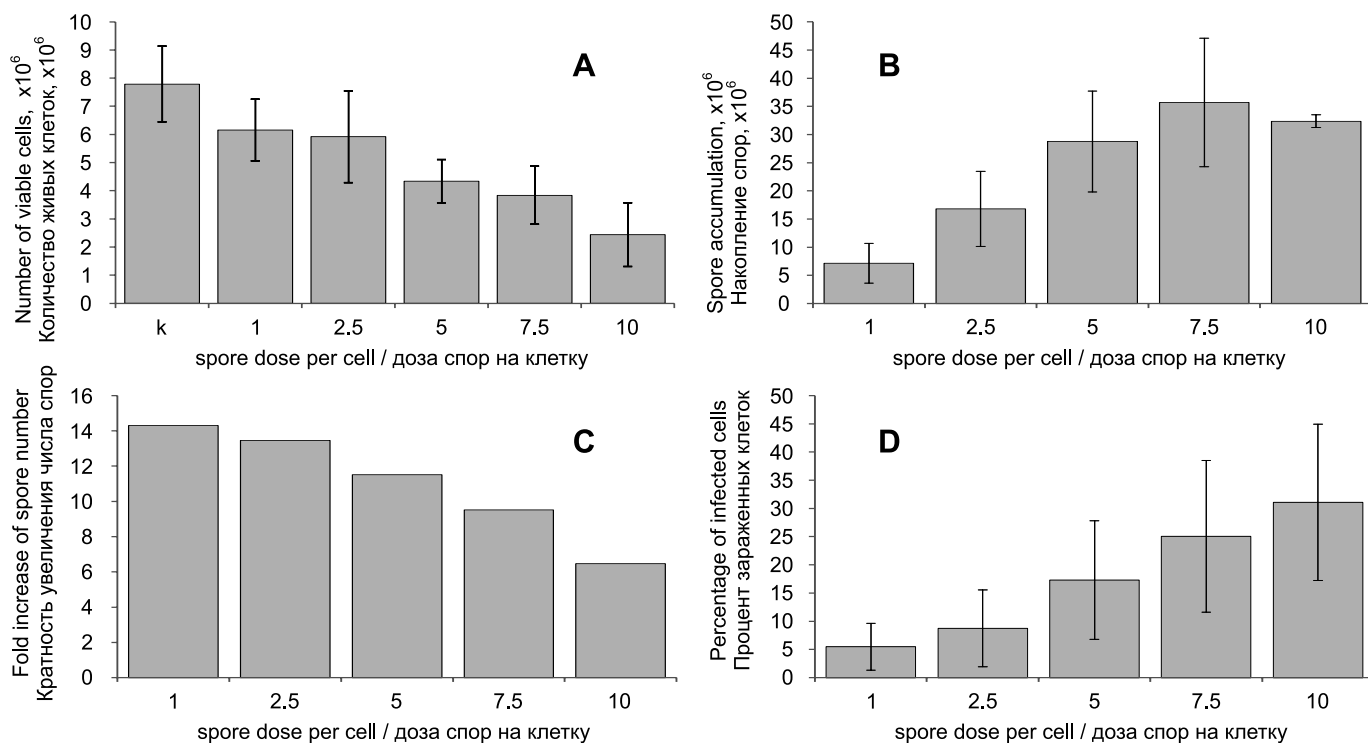 Number of viable cells, x10⁶
Количество живых клеток, x10⁶
10
9
8
7
6
5
4
3
2
1
0
A
k 1 2.5 5 7.5 10
spore dose per cell / доза спор на клетку
Spore accumulation, x10⁶
Накопление спор, x10⁶
50
45
40
35
30
25
20
15
10
5
0
B
1 2.5 5 7.5 10
spore dose per cell / доза спор на клетку
Fold increase of spore number
Кратность увеличения числа спор
16
14
12
10
8
6
4
2
0
C
1 2.5 5 7.5 10
spore dose per cell / доза спор на клетку
Percentage of infected cells
Процент зараженных клеток
50
45
40
35
30
25
20
15
10
5
0
D
1 2.5 5 7.5 10
spore dose per cell / доза спор на клетку